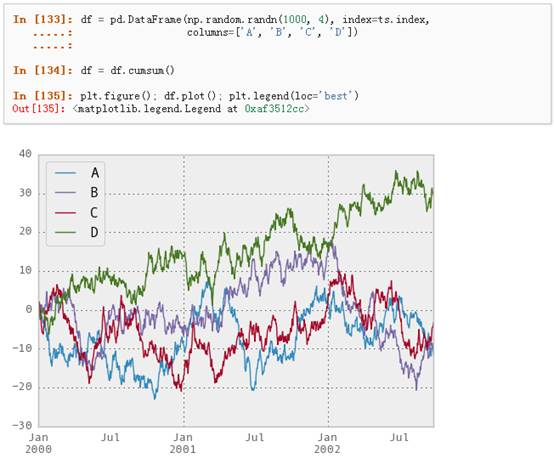 In [133]: df = pd.DataFrame(np.random.randn(1000, 4), index=ts.index,
.....: columns=['A', 'B', 'C', 'D'])
.....:
In [134]: df = df.cumsum()
In [135]: plt.figure(); df.plot(); plt.legend(loc='best')
Out[135]: <matplotlib.legend.Legend at 0xaf3512cc>
40
30
20
10
0
−10
−20
−30
A
B
C
D
Jan Jul Jan Jul Jan Jul
2000 2001 2002